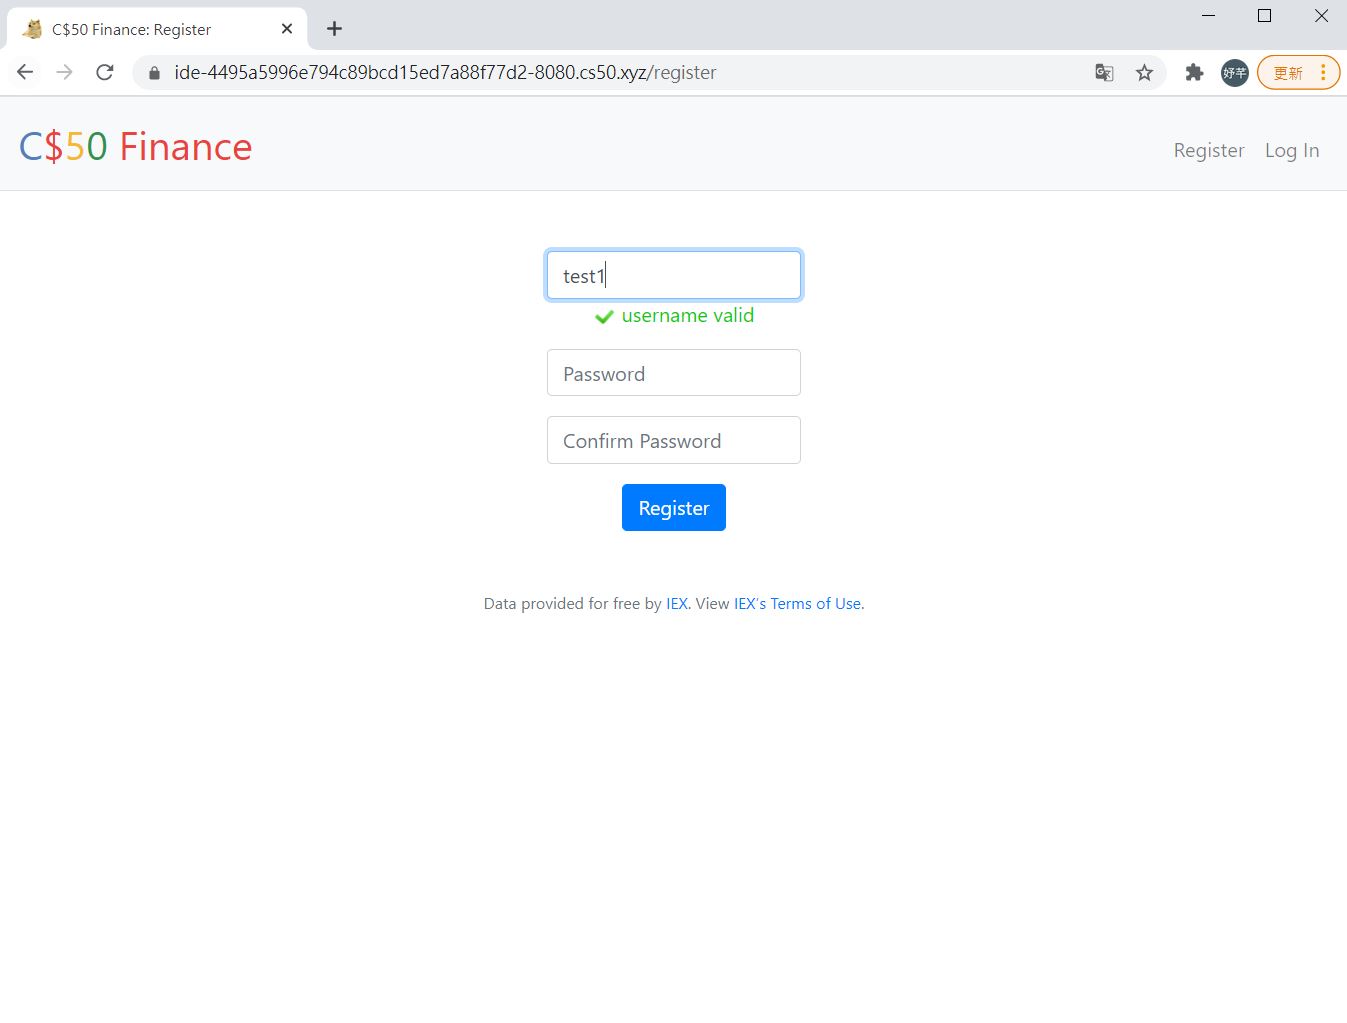 C$50 Finance: Register
ide-4495a5996e794c89bcd15ed7a88f77d2-8080.cs50.xyz/register
妤芊
更新
C$50 Finance
Register Log In
test1
username valid
Password
Confirm Password
Register
Data provided for free by IEX. View IEX's Terms of Use.